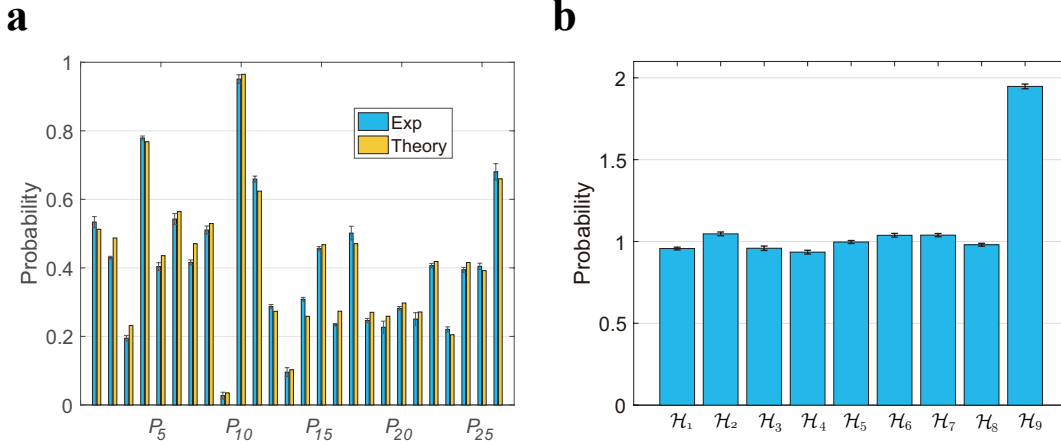 a
Probability
1
0.8
0.6
0.4
0.2
0
Exp
Theory
P5 P10 P15 P20 P25
b
Probability
2
1.5
1
0.5
0
ℋ₁ ℋ₂ ℋ₃ ℋ₄ ℋ₅ ℋ₆ ℋ₇ ℋ₈ ℋ₉